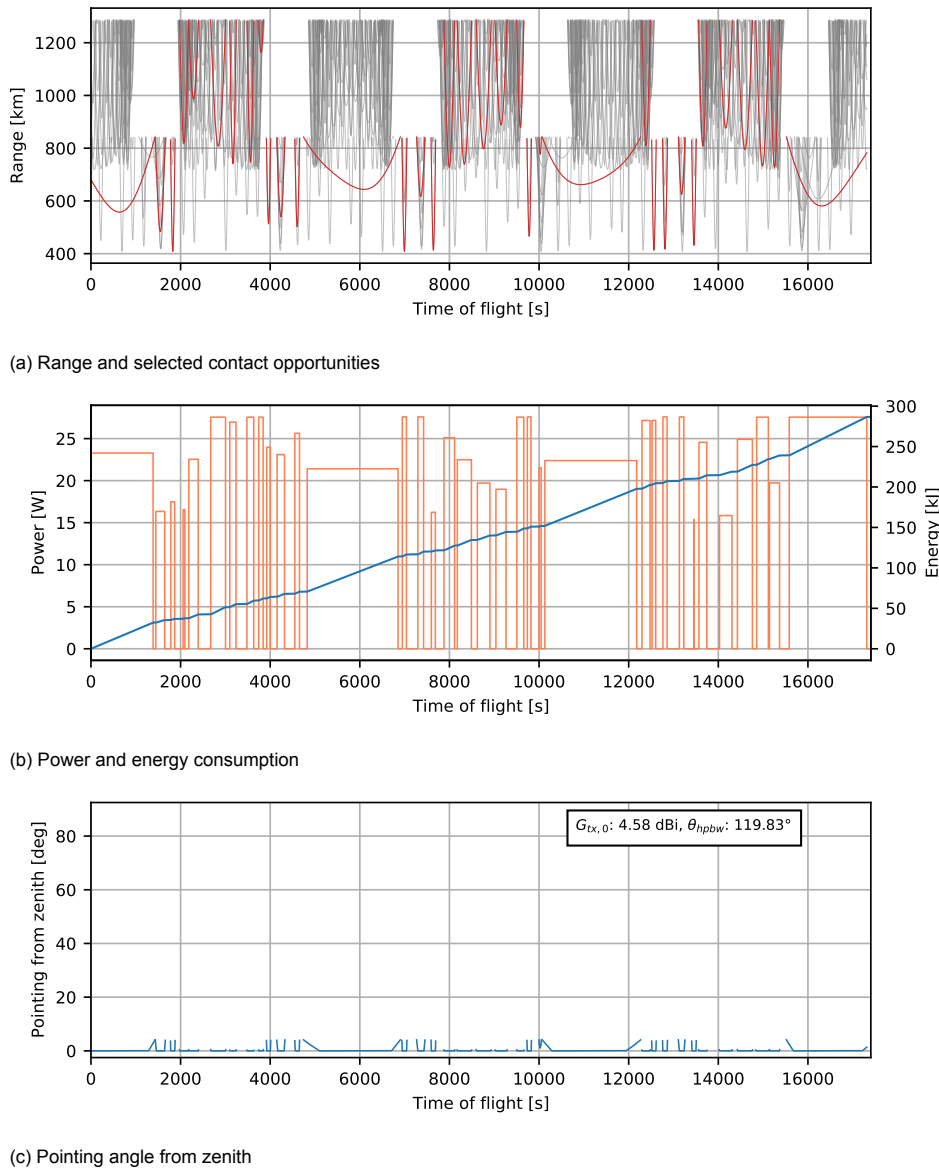 1200
1000
800
600
400
Range [km]
0 2000 4000 6000 8000 10000 12000 14000 16000
Time of flight [s]
(a) Range and selected contact opportunities
25
20
15
10
5
0
Power [W]
300
250
200
150
100
50
0
Energy [kJ]
0 2000 4000 6000 8000 10000 12000 14000 16000
Time of flight [s]
(b) Power and energy consumption
80
60
40
20
0
Pointing from zenith [deg]
G_{tx,0}: 4.58 dBi, θ_{hpbw}: 119.83°
0 2000 4000 6000 8000 10000 12000 14000 16000
Time of flight [s]
(c) Pointing angle from zenith